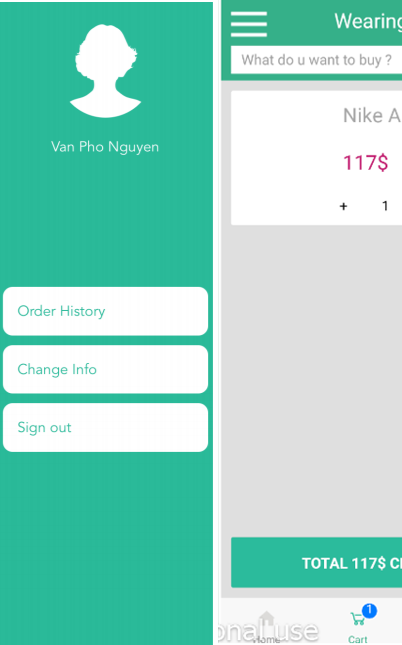 Van Pho Nguyen
Order History
Change Info
Sign out
Wearing
What do u want to buy ?
Nike A
117$
+ 1
TOTAL 117$ C
1
Home
Cart
onal use